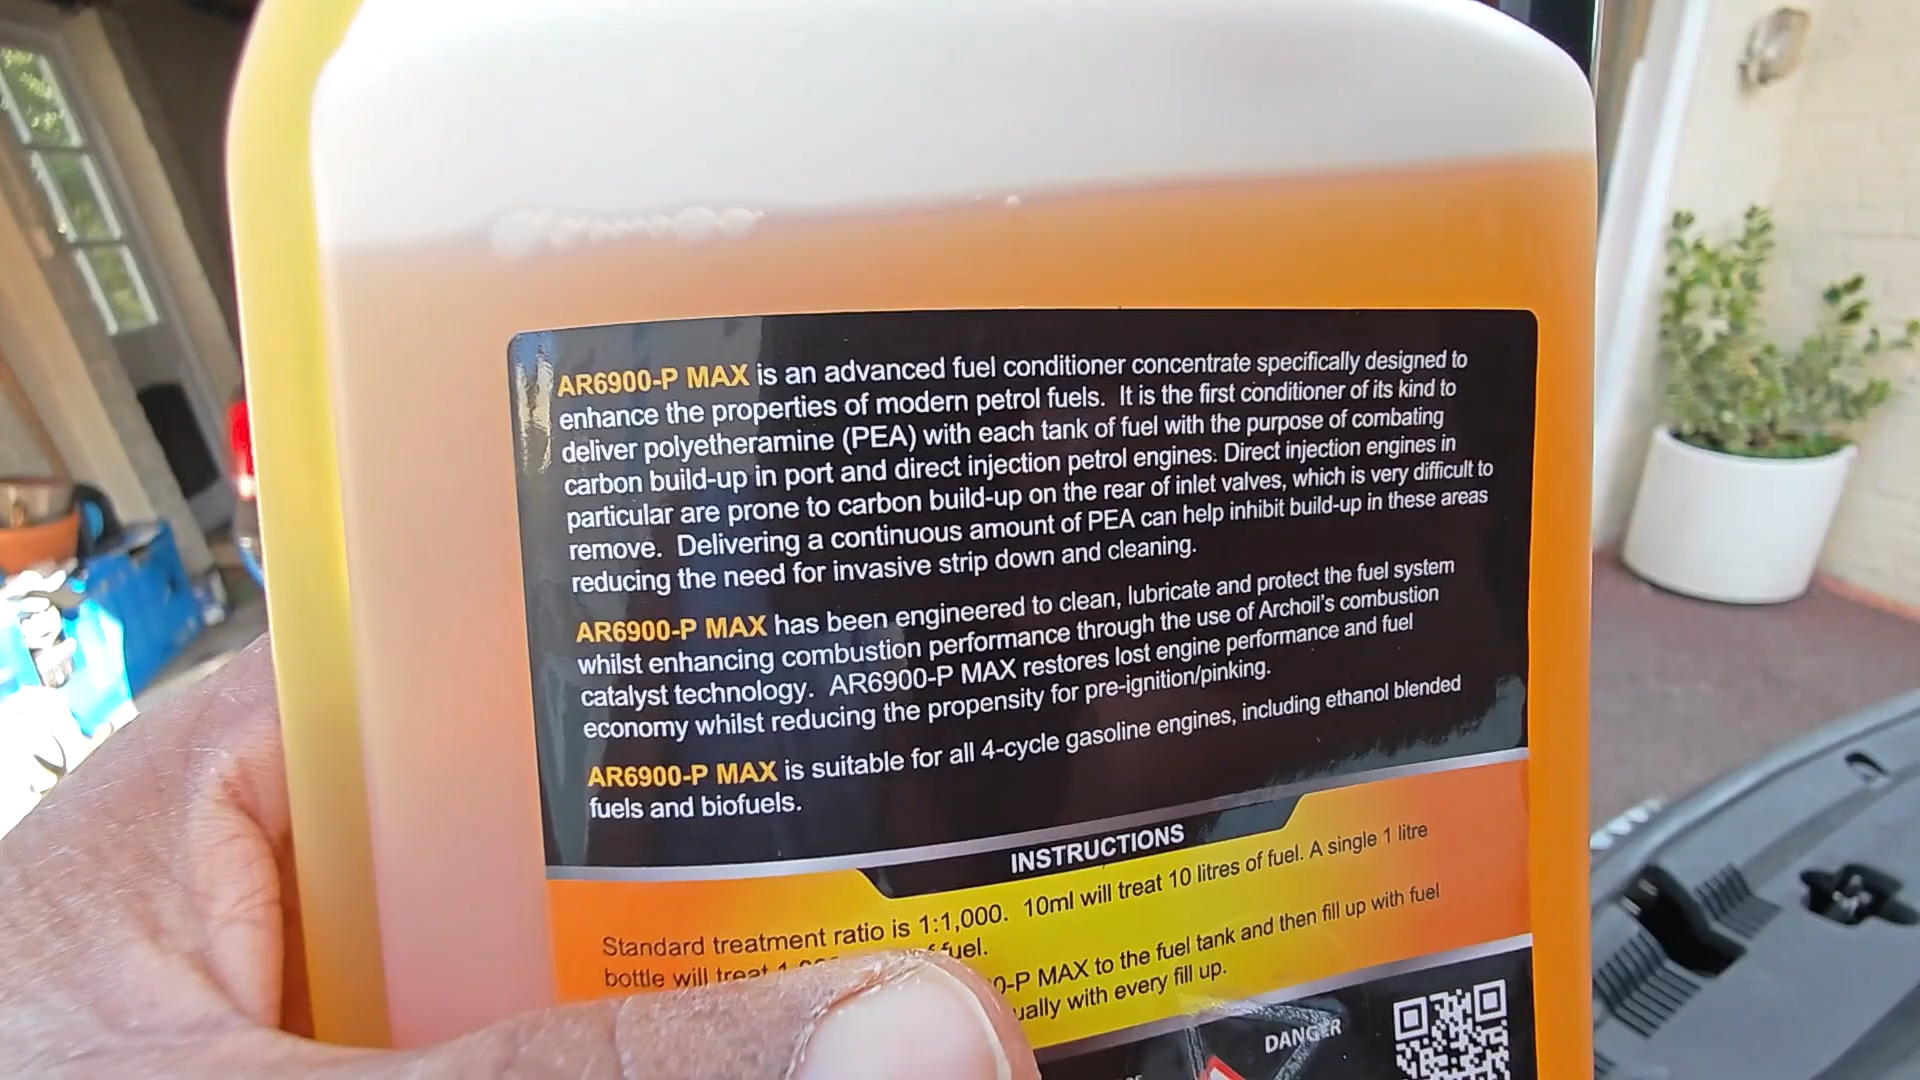 AR6900-P MAX is an advanced fuel conditioner concentrate specifically designed to
enhance the properties of modern petrol fuels. It is the first conditioner of its kind to
deliver polyetheramine (PEA) with each tank of fuel with the purpose of combating
carbon build-up in port and direct injection petrol engines. Direct injection engines in
particular are prone to carbon build-up on the rear of inlet valves, which is very difficult to
remove. Delivering a continuous amount of PEA can help inhibit build-up in these areas
reducing the need for invasive strip down and cleaning.
AR6900-P MAX has been engineered to clean, lubricate and protect the fuel system
whilst enhancing combustion performance through the use of Archoil's combustion
catalyst technology. AR6900-P MAX restores lost engine performance and fuel
economy whilst reducing the propensity for pre-ignition/pinking.
AR6900-P MAX is suitable for all 4-cycle gasoline engines, including ethanol blended
fuels and biofuels.
INSTRUCTIONS
Standard treatment ratio is 1:1,000. 10ml will treat 10 litres of fuel. A single 1 litre
bottle will treat fuel.
0-P MAX to the fuel tank and then fill up with fuel
ually with every fill up.
DANGER